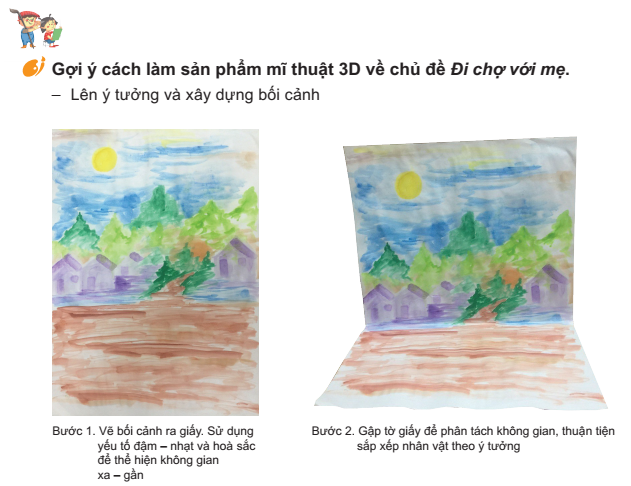 Gợi ý cách làm sản phẩm mĩ thuật 3D về chủ đề Đi chợ với mẹ.
– Lên ý tưởng và xây dựng bối cảnh
Bước 1. Vẽ bối cảnh ra giấy. Sử dụng
yếu tố đậm – nhạt và hoà sắc
để thể hiện không gian
xa – gần
Bước 2. Gập tờ giấy để phân tách không gian, thuận tiện
sắp xếp nhân vật theo ý tưởng